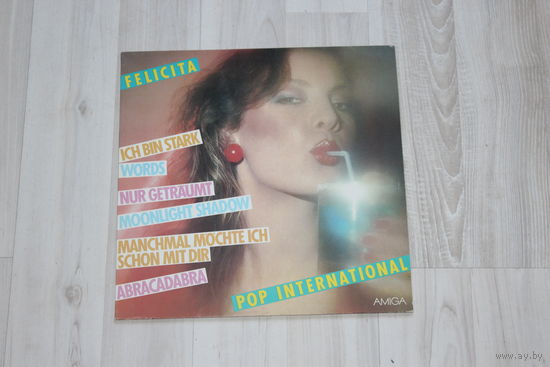 FELICITA
ICH BIN STARK
WORDS
NUR GETRÄUMT
MOONLIGHT SHADOW
MANCHMAL MÖCHTE ICH
SCHON MIT DIR
ABRACADABRA
POP INTERNATIONAL
AMIGA
www.ay.by